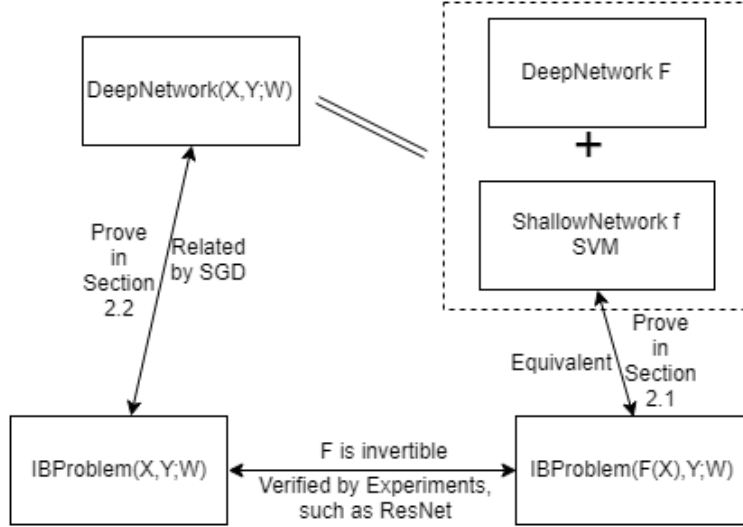 DeepNetwork(X,Y;W)
DeepNetwork F
+
ShallowNetwork f
SVM
Prove
in
Section
2.2
Related
by SGD
Equivalent
Prove
in
Section
2.1
IBProblem(X,Y;W)
F is invertible
Verified by Experiments,
such as ResNet
IBProblem(F(X),Y;W)